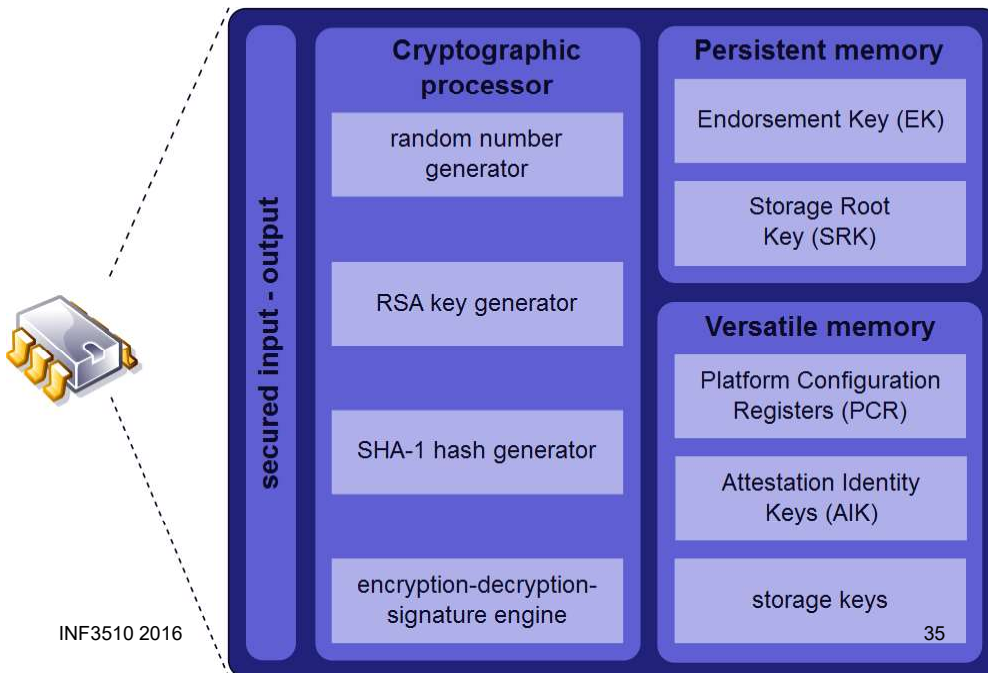 secured input - output
Cryptographic
processor
random number
generator
RSA key generator
SHA-1 hash generator
encryption-decryption-
signature engine
Persistent memory
Endorsement Key (EK)
Storage Root
Key (SRK)
Versatile memory
Platform Configuration
Registers (PCR)
Attestation Identity
Keys (AIK)
storage keys
INF3510 2016
35